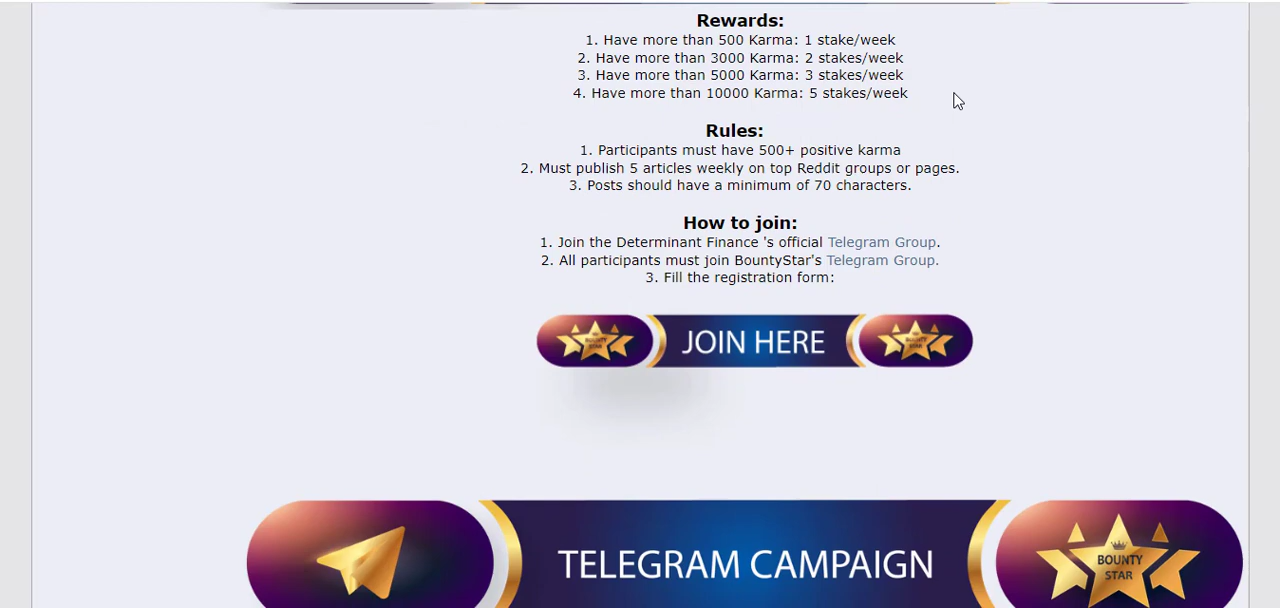 Rewards:
1. Have more than 500 Karma: 1 stake/week
2. Have more than 3000 Karma: 2 stakes/week
3. Have more than 5000 Karma: 3 stakes/week
4. Have more than 10000 Karma: 5 stakes/week
Rules:
1. Participants must have 500+ positive karma
2. Must publish 5 articles weekly on top Reddit groups or pages.
3. Posts should have a minimum of 70 characters.
How to join:
1. Join the Determinant Finance 's official Telegram Group.
2. All participants must join BountyStar's Telegram Group.
3. Fill the registration form:
BOUNTY
STAR
JOIN HERE
BOUNTY
STAR
TELEGRAM CAMPAIGN
BOUNTY
STAR